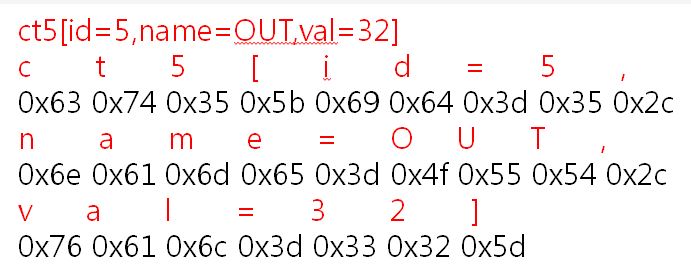 ct5[id=5,name=OUT,val=32]
c t 5 [ i d = 5 ,
0x63 0x74 0x35 0x5b 0x69 0x64 0x3d 0x35 0x2c
n a m e = O U T ,
0x6e 0x61 0x6d 0x65 0x3d 0x4f 0x55 0x54 0x2c
v a l = 3 2 ]
0x76 0x61 0x6c 0x3d 0x33 0x32 0x5d